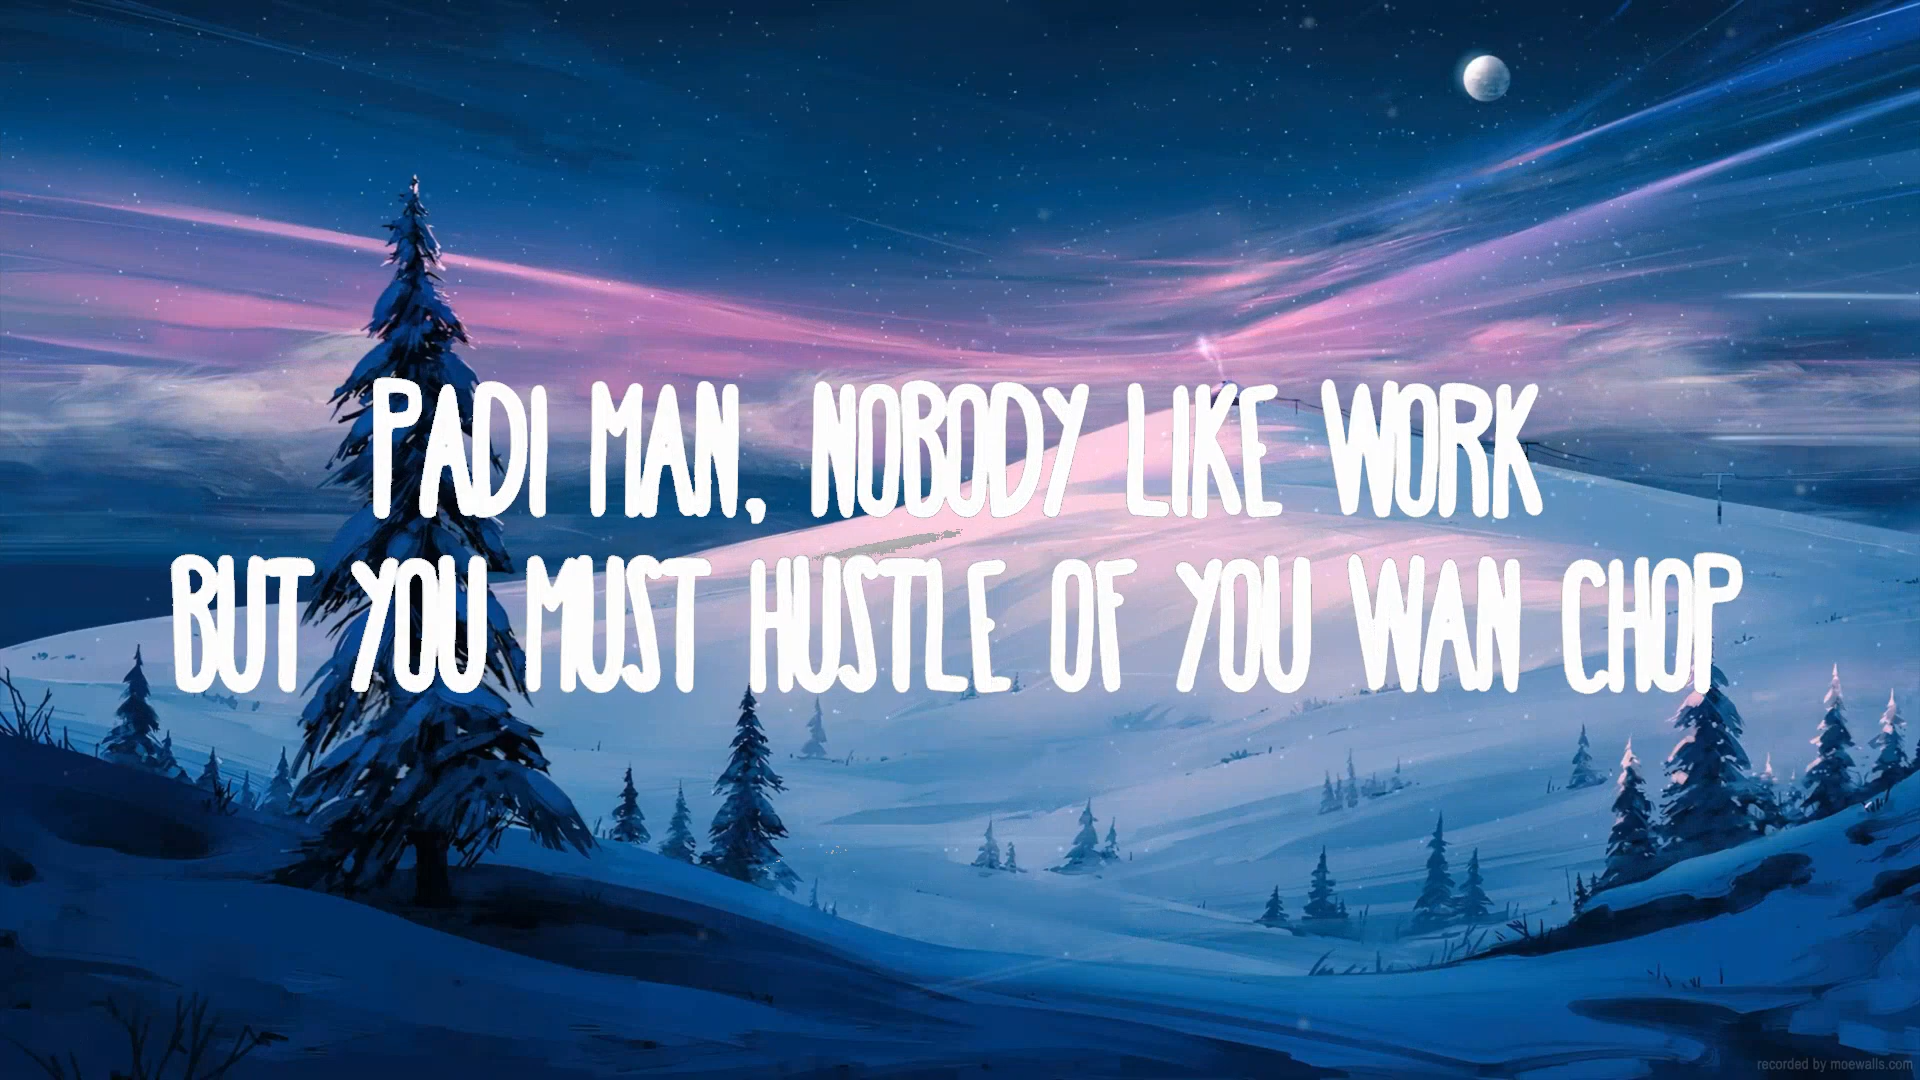 PADI MAN, NOBODY LIKE WORK
BUT YOU MUST HUSTLE OF YOU WAN CHOP
recorded by moewalls.com